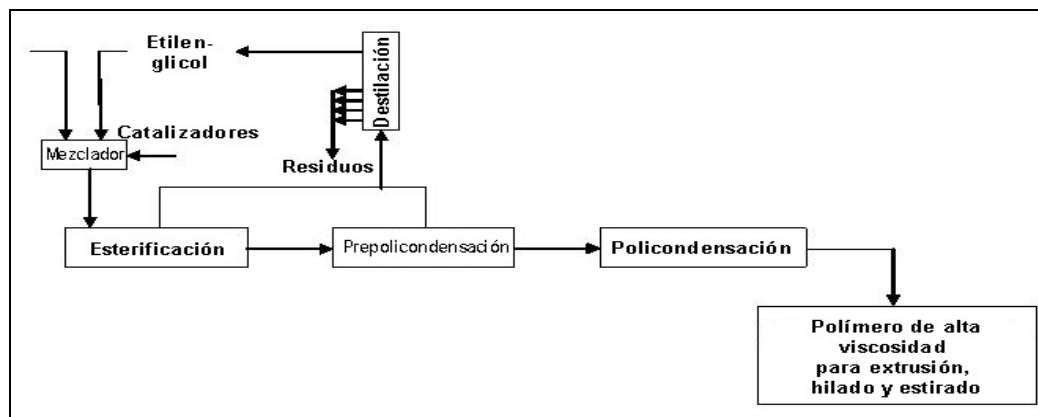 Etilen-
glicol
Destilación
Catalizadores
Mezclador
Residuos
Esterificación
Prepolicondensación
Policondensación
Polímero de alta
viscosidad
para extrusión,
hilado y estirado